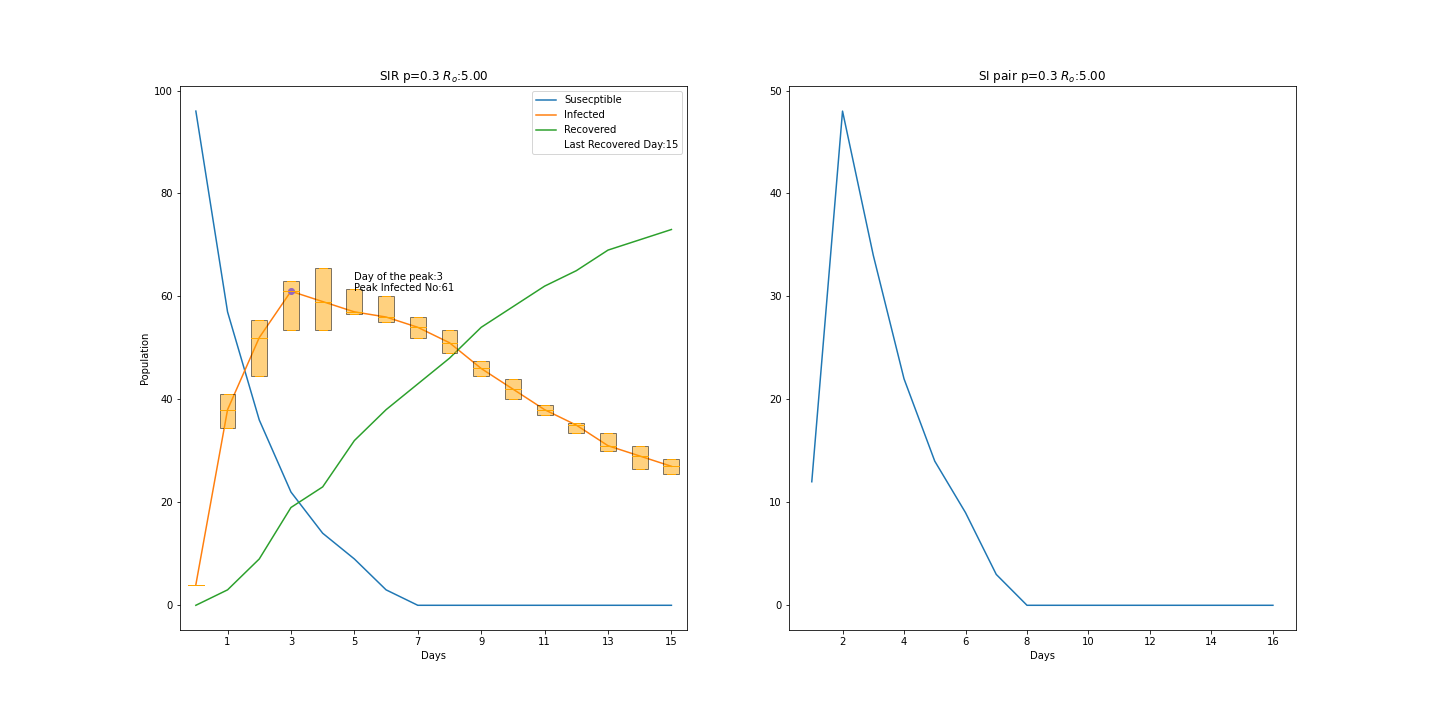 SIR p=0.3 Rₒ:5.00
Susecptible
Infected
Recovered
Last Recovered Day:15
Day of the peak:3
Peak Infected No:61
Population
100
80
60
40
20
0
1 3 5 7 9 11 13 15
Days
SI pair p=0.3 Rₒ:5.00
50
40
30
20
10
0
2 4 6 8 10 12 14 16
Days